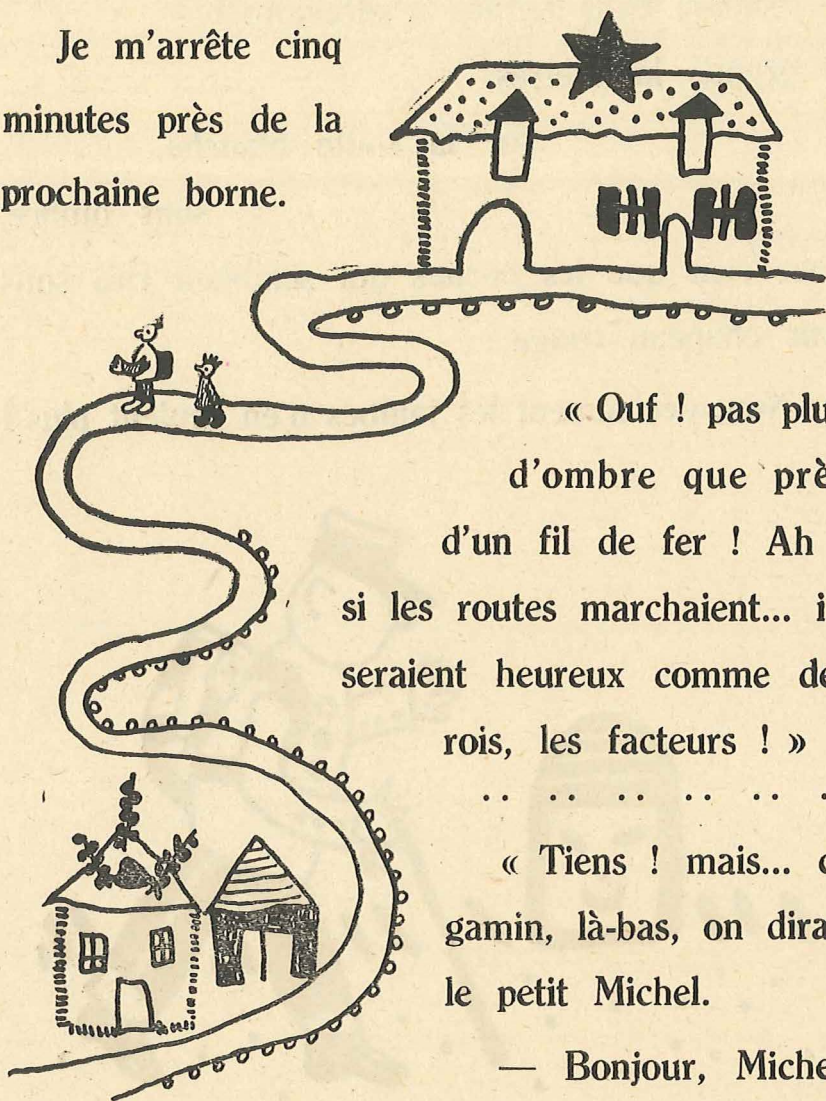 Je m'arrête cinq
minutes près de la
prochaine borne.
« Ouf ! pas plu
d'ombre que prè
d'un fil de fer ! Ah
si les routes marchaient... i
seraient heureux comme de
rois, les facteurs ! »
.. .. .. .. .. .
« Tiens ! mais... c
gamin, là-bas, on dira
le petit Michel.
— Bonjour, Miche